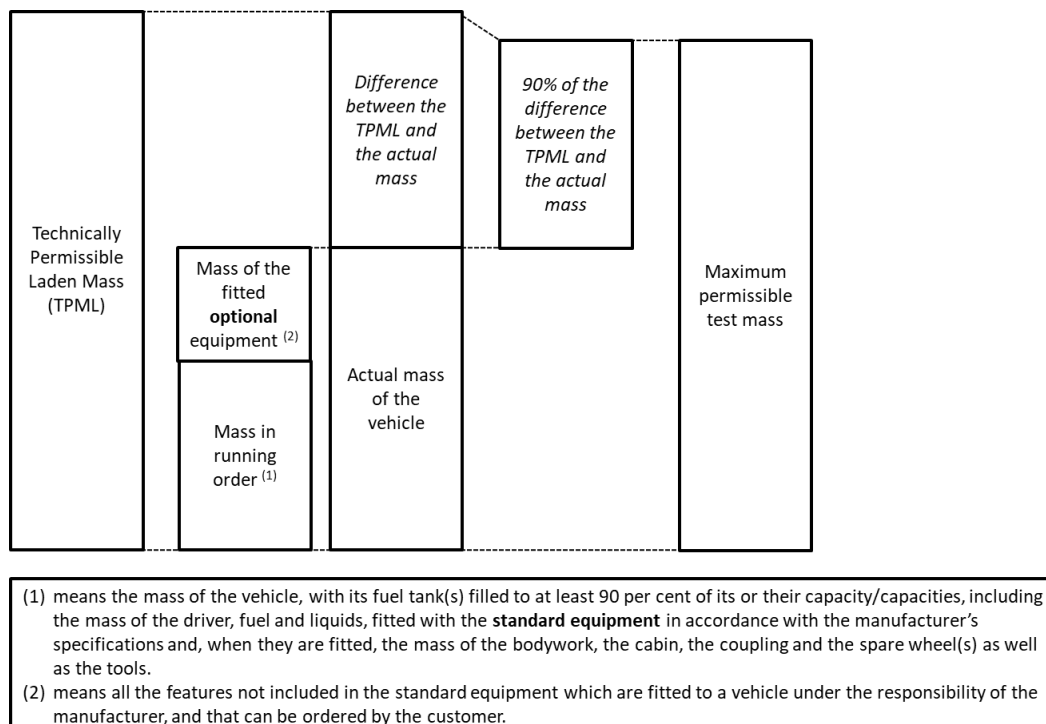 Technically
Permissible
Laden Mass
(TPML)
Mass of the
fitted
optional
equipment (2)
Mass in
running
order (1)
Difference
between the
TPML and
the actual
mass
Actual mass
of the
vehicle
90% of the
difference
between the
TPML and
the actual
mass
Maximum
permissible
test mass
(1) means the mass of the vehicle, with its fuel tank(s) filled to at least 90 per cent of its or their capacity/capacities, including
the mass of the driver, fuel and liquids, fitted with the standard equipment in accordance with the manufacturer's
specifications and, when they are fitted, the mass of the bodywork, the cabin, the coupling and the spare wheel(s) as well
as the tools.
(2) means all the features not included in the standard equipment which are fitted to a vehicle under the responsibility of the
manufacturer, and that can be ordered by the customer.